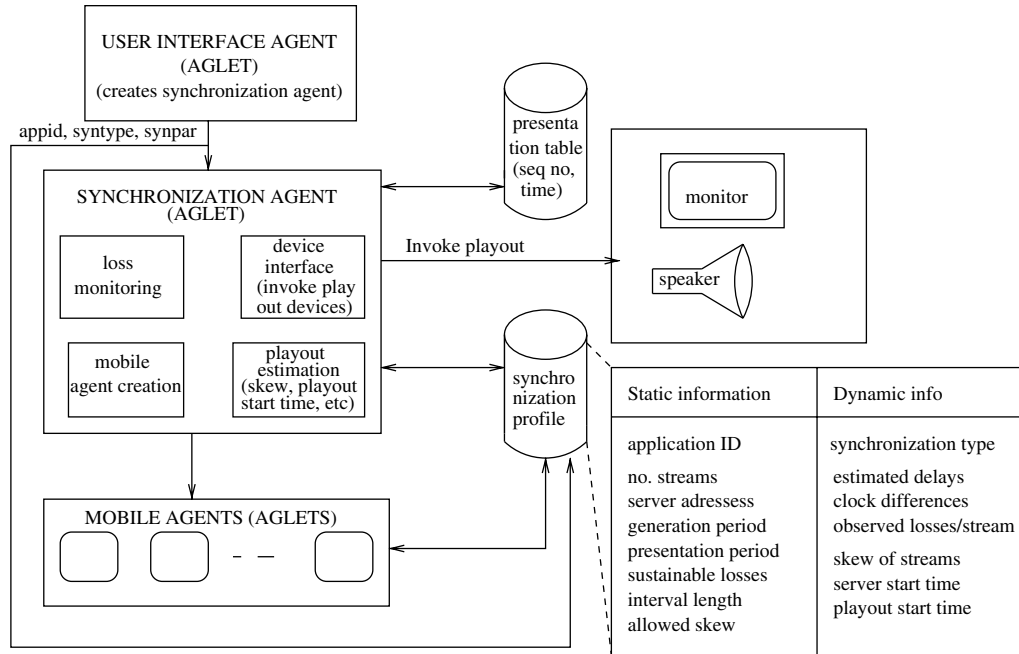 USER INTERFACE AGENT
(AGLET)
(creates synchronization agent)
appid, syntype, synpar
SYNCHRONIZATION AGENT
(AGLET)
loss
monitoring
device
interface
(invoke play
out devices)
mobile
agent creation
playout
estimation
(skew, playout
start time, etc)
MOBILE AGENTS (AGLETS)
presenta
tion table
(seq no,
time)
Invoke playout
monitor
speaker
synchro
nization
profile
Static information
application ID
no. streams
server adressess
generation period
presentation period
sustainable losses
interval length
allowed skew
Dynamic info
synchronization type
estimated delays
clock differences
observed losses/stream
skew of streams
server start time
playout start time